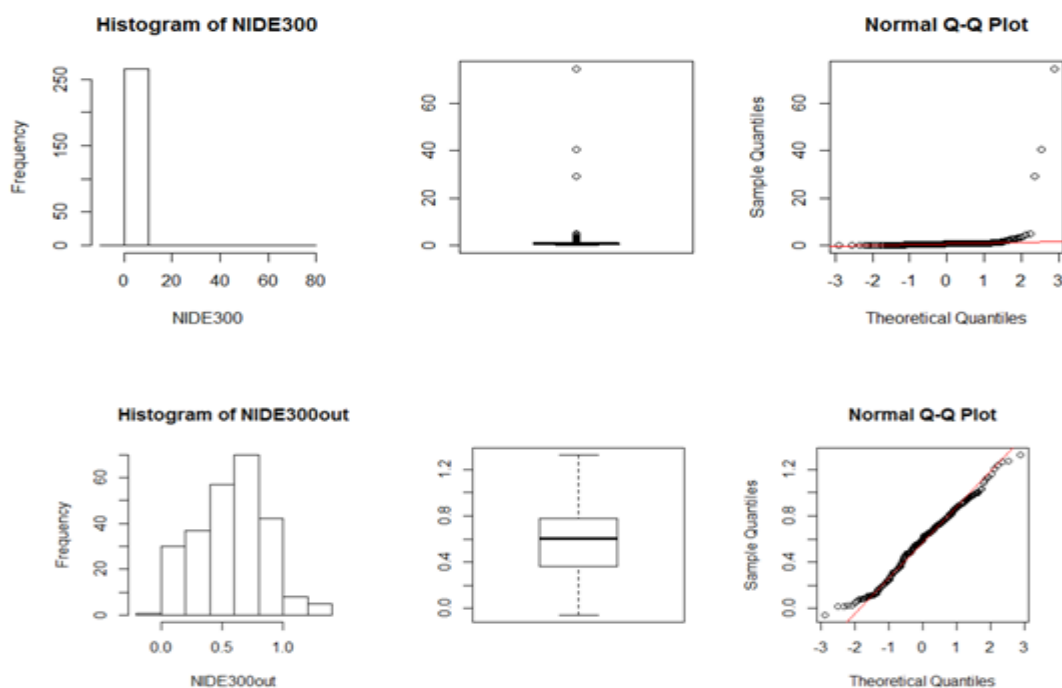 Histogram of NIDE300
Frequency
0 50 150 250
0 20 40 60 80
NIDE300
0 20 40 60
Normal Q-Q Plot
Sample Quantiles
0 20 40 60
-3 -2 -1 0 1 2 3
Theoretical Quantiles
Histogram of NIDE300out
Frequency
0 20 40 60
0.0 0.5 1.0
NIDE300out
0.0 0.4 0.8 1.2
Normal Q-Q Plot
Sample Quantiles
0.0 0.4 0.8 1.2
-3 -2 -1 0 1 2 3
Theoretical Quantiles